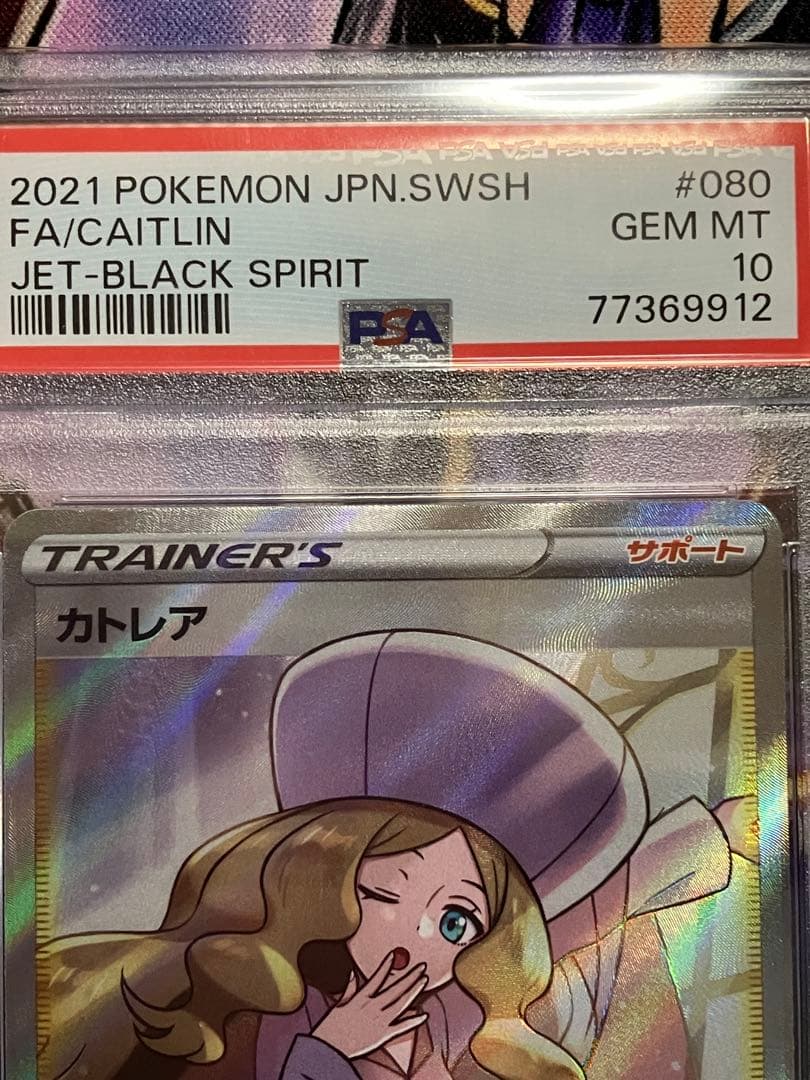 2021 POKEMON JPN.SWSH #080
FA/CAITLIN GEM MT
JET-BLACK SPIRIT 10
77369912
PSA
TRAINER'S サポート
カトレア